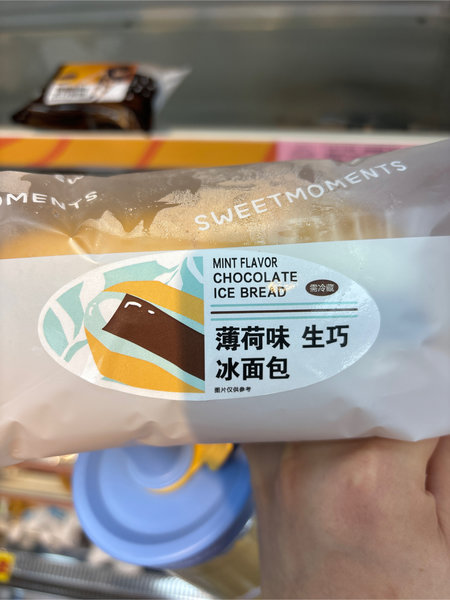 OMENTS
SWEETMOMENTS
MINT FLAVOR
CHOCOLATE
ICE BREAD 需冷藏
薄荷味 生巧
冰面包
图片仅供参考